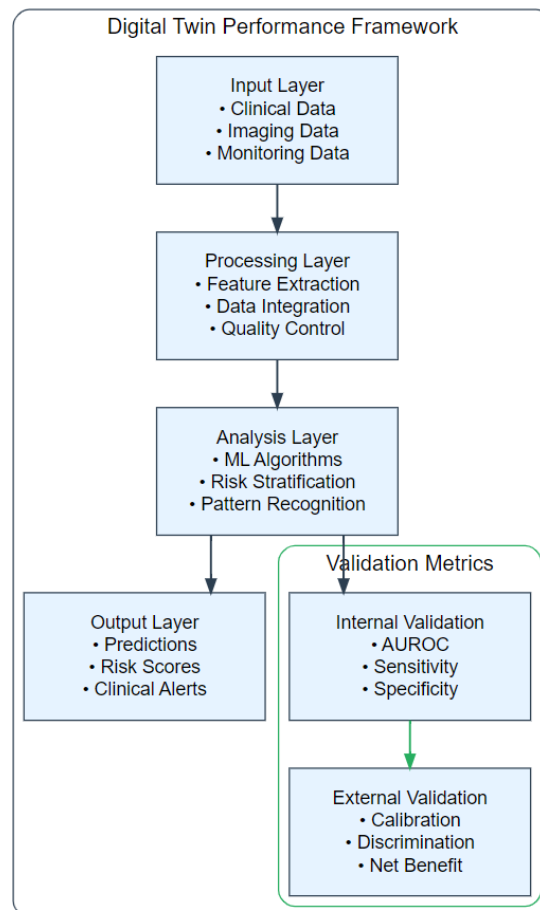 Digital Twin Performance Framework
Input Layer
• Clinical Data
• Imaging Data
• Monitoring Data
Processing Layer
• Feature Extraction
• Data Integration
• Quality Control
Analysis Layer
• ML Algorithms
• Risk Stratification
• Pattern Recognition
Output Layer
• Predictions
• Risk Scores
• Clinical Alerts
Validation Metrics
Internal Validation
• AUROC
• Sensitivity
• Specificity
External Validation
• Calibration
• Discrimination
• Net Benefit